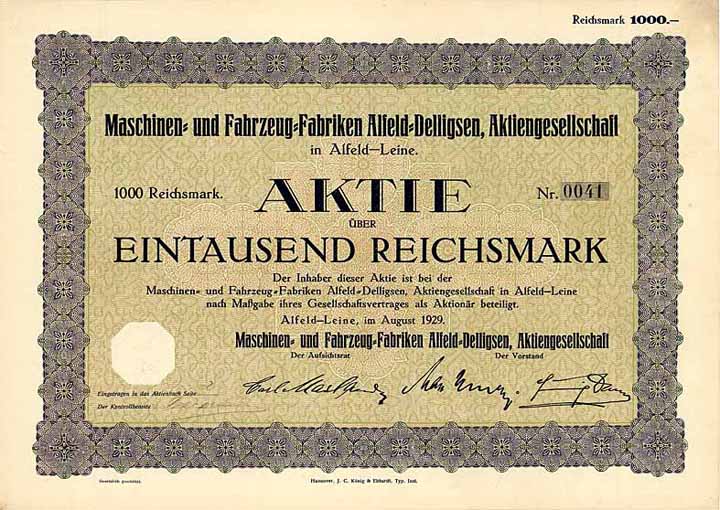 Reichsmark 1000.—
Maschinen- und Fahrzeug-Fabriken Alfeld-Delligsen, Aktiengesellschaft
in Alfeld—Leine.
1000 Reichsmark. AKTIE Nr. 0041
ÜBER
EINTAUSEND REICHSMARK
Der Inhaber dieser Aktie ist bei der
Maschinen- und Fahrzeug-Fabriken Alfeld-Delligsen, Aktiengesellschaft in Alfeld-Leine
nach Maßgabe ihres Gesellschaftsvertrages als Aktionär beteiligt.
Alfeld-Leine, im August 1929.
Maschinen- und Fahrzeug-Fabriken Alfeld-Delligsen, Aktiengesellschaft
Der Aufsichtsrat Der Vorstand
Eingetragen in das Aktienbuch Seite
Der Kontrollbeamte
Gesetzlich geschützt.
Hannover, J. C. König & Ebhardt, Typ. Inst.